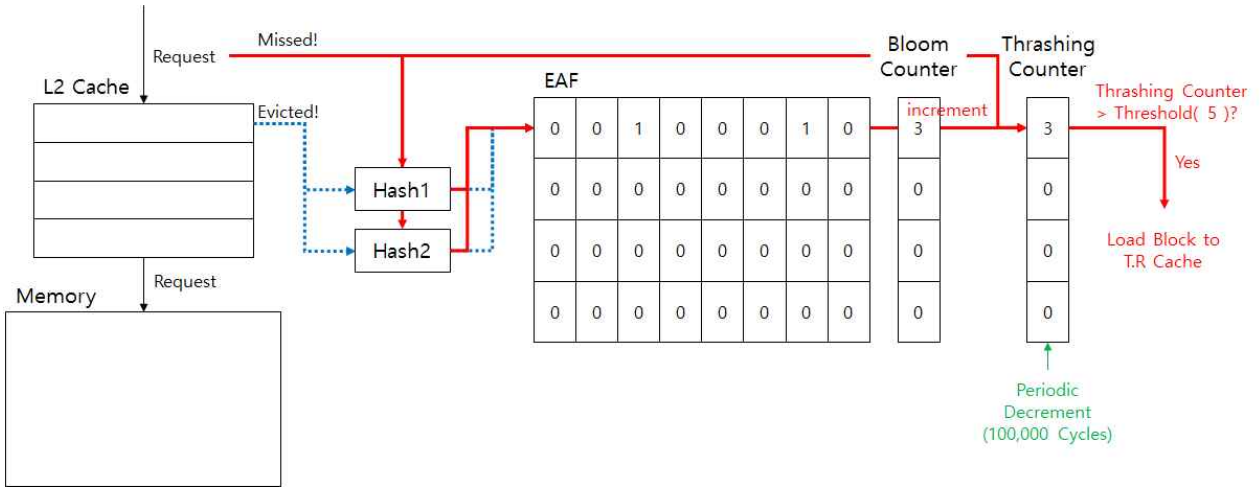 Request
Missed!
L2 Cache
Evicted!
Hash1
Hash2
Request
Memory
EAF
Bloom
Counter
Thrashing
Counter
increment
0 0 1 0 0 0 1 0 3 3
0 0 0 0 0 0 0 0 0 0
0 0 0 0 0 0 0 0 0 0
0 0 0 0 0 0 0 0 0 0
Thrashing Counter
> Threshold( 5 )?
Yes
Load Block to
T.R Cache
Periodic
Decrement
(100,000 Cycles)